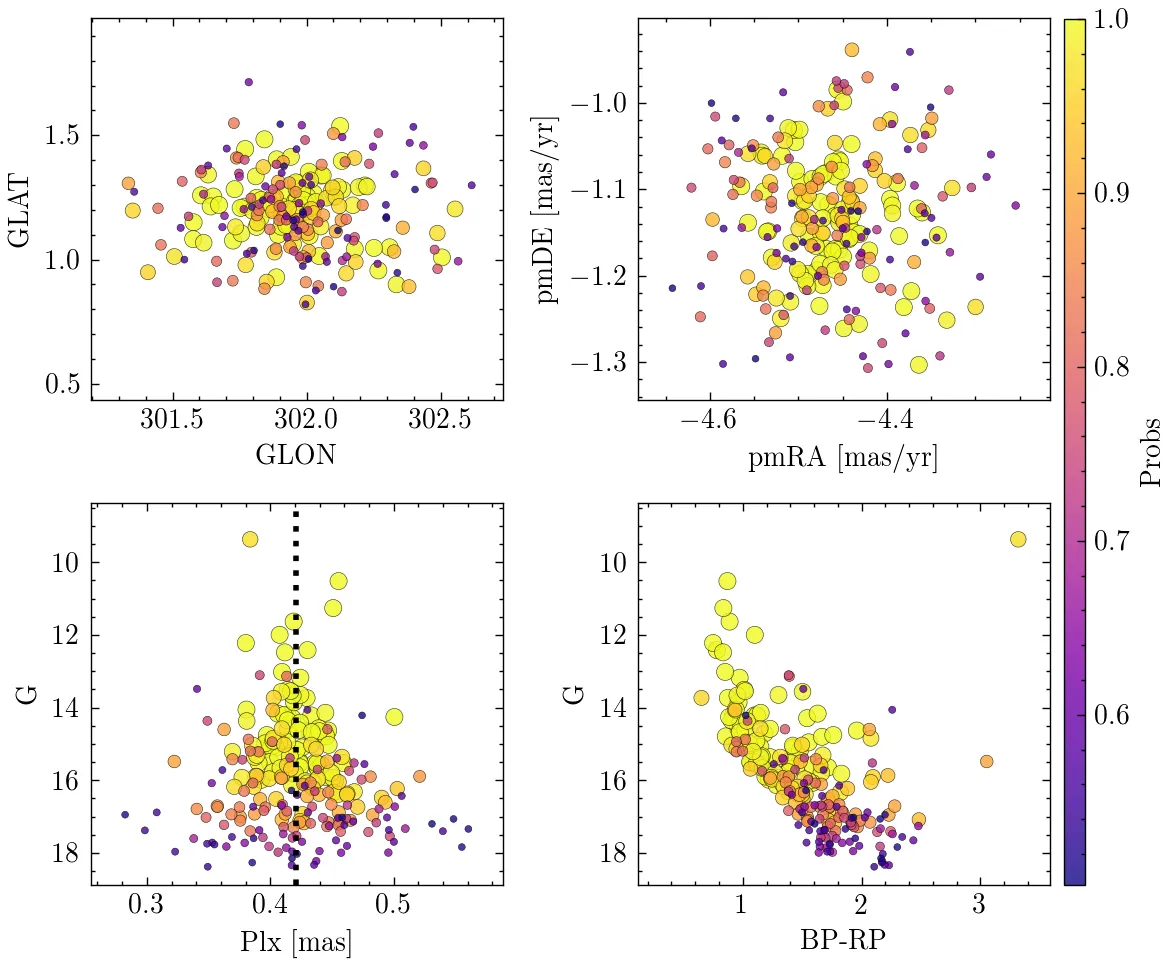 1.5
1.0
0.5
GLAT
301.5 302.0 302.5
GLON
−1.0
−1.1
−1.2
−1.3
pmDE [mas/yr]
−4.6 −4.4
pmRA [mas/yr]
10
12
14
16
18
G
0.3 0.4 0.5
Plx [mas]
10
12
14
16
18
G
1 2 3
BP-RP
1.0
0.9
0.8
0.7
0.6
Probs